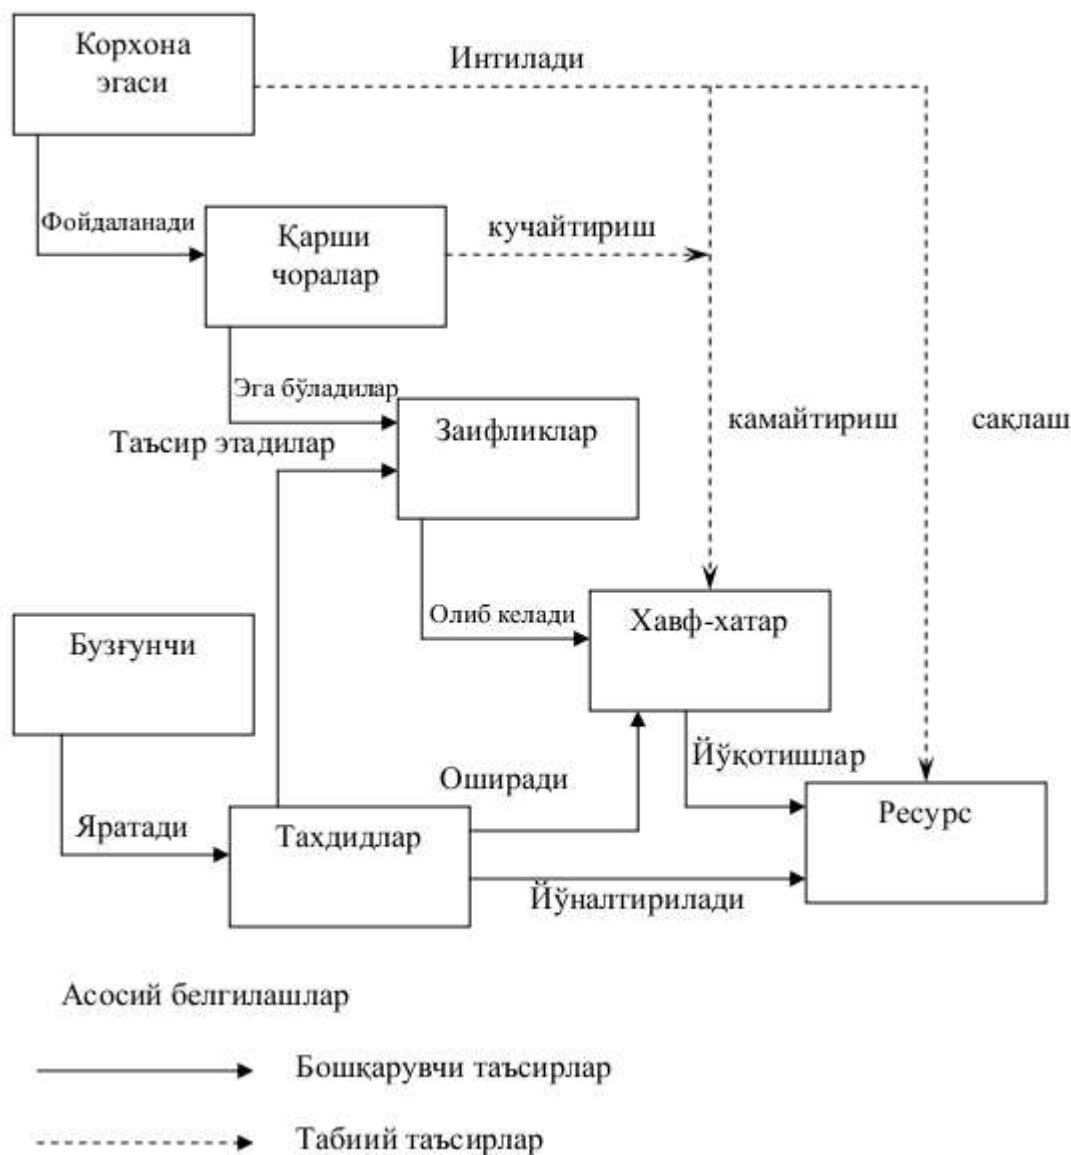 Корхона
эгаси
Интилади
Фойдаланади
Қарши
чоралар
кучайтириш
Эга бўладилар
Таъсир этадилар
Заифликлар
камайтириш
сақлаш
Олиб келади
Хавф-хатар
Бузғунчи
Йўқотишлар
Оширади
Яратади
Тахдидлар
Ресурс
Йўналтирилади
Асосий белгилашлар
Бошқарувчи таъсирлар
Табиий таъсирлар